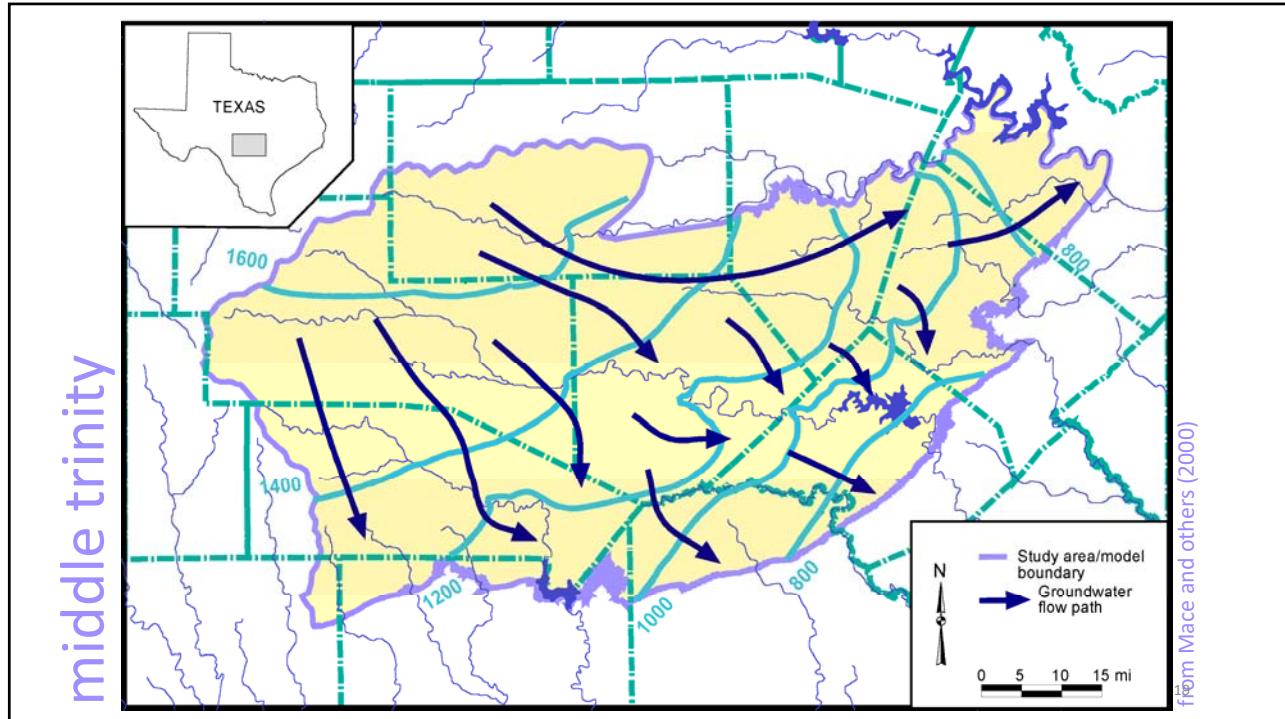 middle trinity
TEXAS
1600
1400
1200
1000
800
800
Study area/model
boundary
Groundwater
flow path
N
0 5 10 15 mi
from Mace and others (2000)